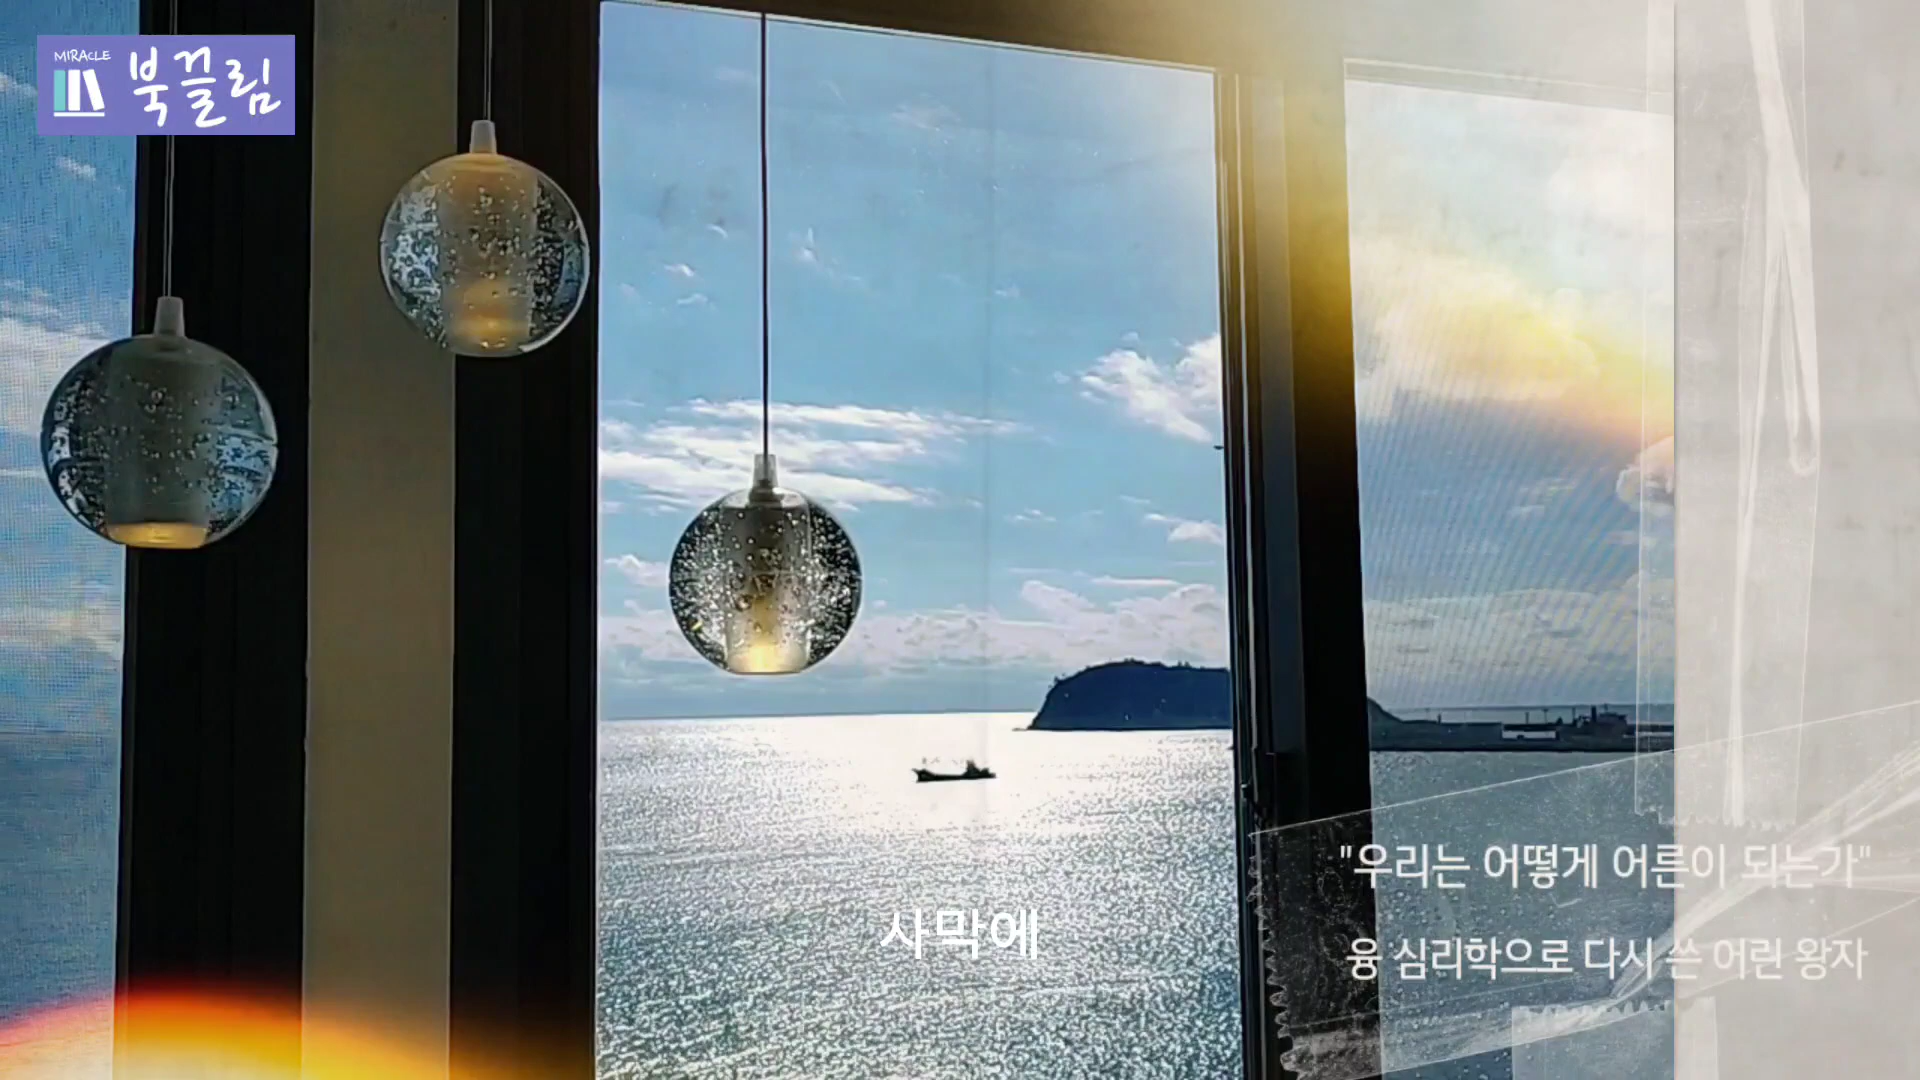 MIRACLE
북끌림
사막에
"우리는 어떻게 어른이 되는가"
융 심리학으로 다시 쓴 어린 왕자